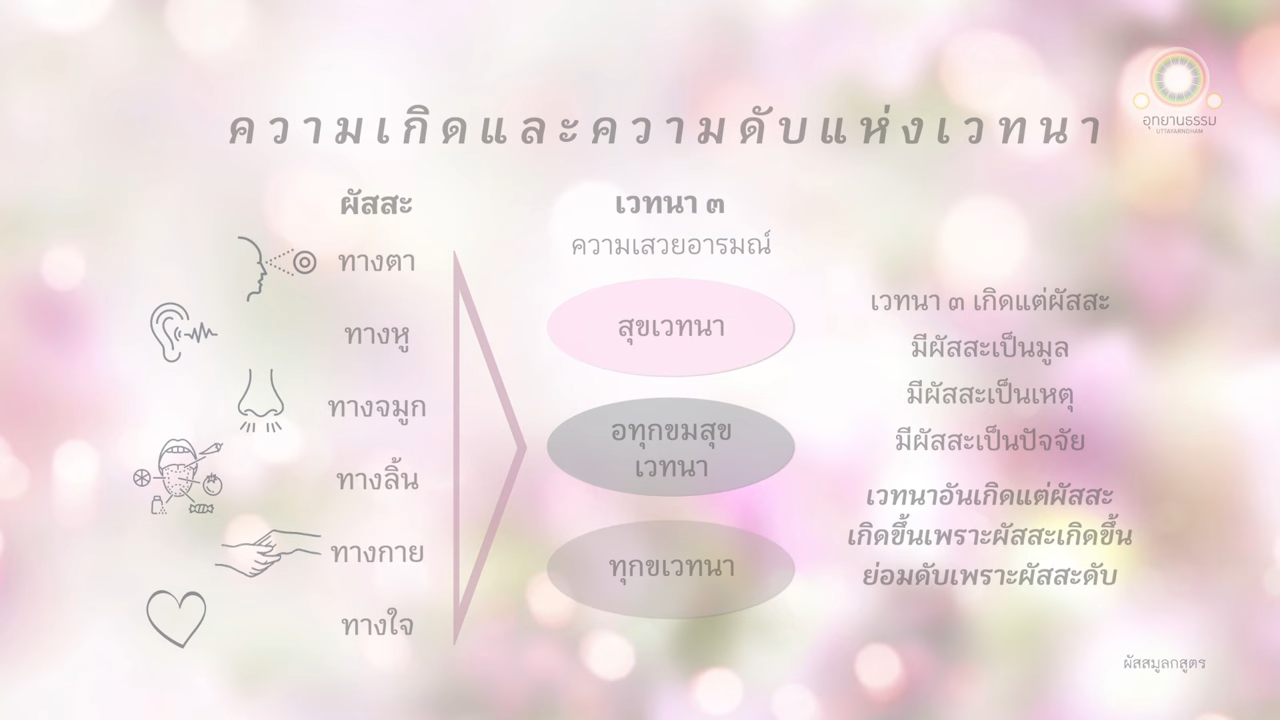 ความเกิดและความดับแห่งเวทนา
อุทยานธรรม
UTTAYARNDHAM
ผัสสะ
ทางตา
ทางหู
ทางจมูก
ทางลิ้น
ทางกาย
ทางใจ
เวทนา ๓
ความเสวยอารมณ์
สุขเวทนา
อทุกขมสุข
เวทนา
ทุกขเวทนา
เวทนา ๓ เกิดแต่ผัสสะ
มีผัสสะเป็นมูล
มีผัสสะเป็นเหตุ
มีผัสสะเป็นปัจจัย
เวทนาอันเกิดแต่ผัสสะ
เกิดขึ้นเพราะผัสสะเกิดขึ้น
ย่อมดับเพราะผัสสะดับ
ผัสสมูลกสูตร